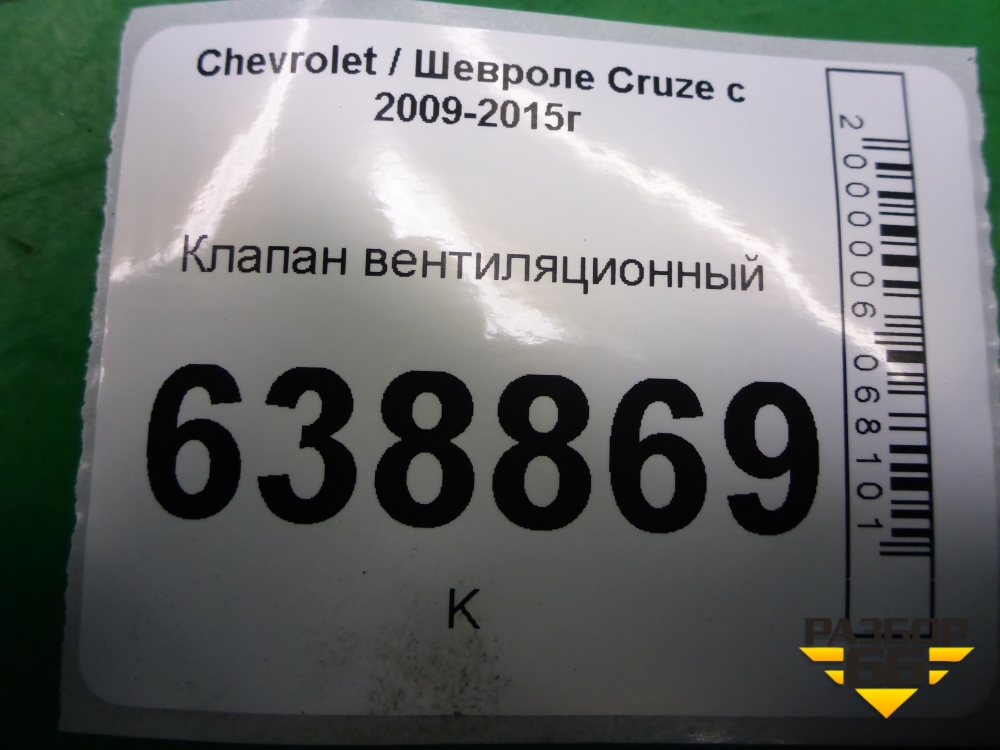 Chevrolet / Шевроле Cruze с
2009-2015г
Клапан вентиляционный
638869
К
2000006068101
РАЗБОР
66